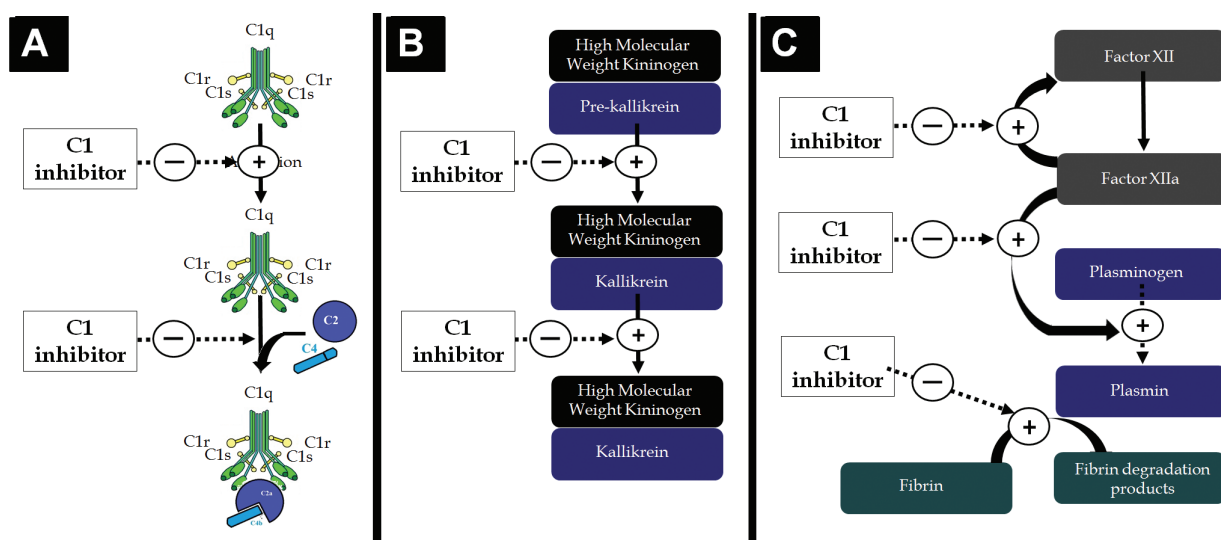 A
C1q
C1r
C1r
C1s
C1s
C1
inhibitor
−
+
C1q
C1r
C1r
C1s
C1s
C1
inhibitor
−
C2
C4
C1q
C1r
C1r
C1s
C1s
C2a
C4b
B
High Molecular
Weight Kininogen
Pre-kallikrein
C1
inhibitor
−
+
High Molecular
Weight Kininogen
Kallikrein
C1
inhibitor
−
+
High Molecular
Weight Kininogen
Kallikrein
C
Factor XII
C1
inhibitor
−
+
Factor XIIa
C1
inhibitor
−
+
Plasminogen
+
C1
inhibitor
−
Plasmin
+
Fibrin
Fibrin degradation
products